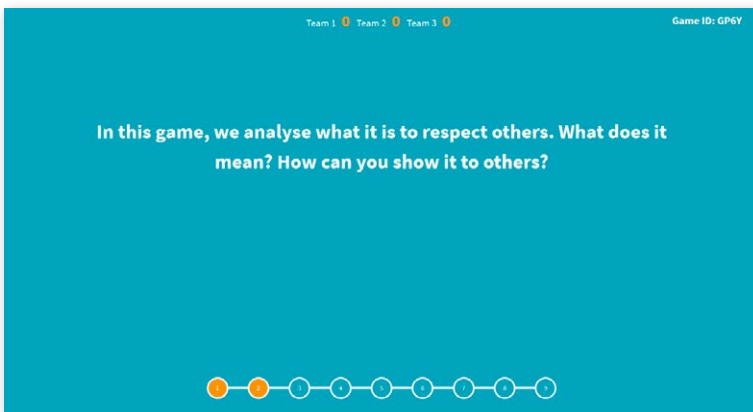 Team 1 0 Team 2 0 Team 3 0
Game ID: GP6Y
In this game, we analyse what it is to respect others. What does it
mean? How can you show it to others?
1 2 3 4 5 6 7 8 9